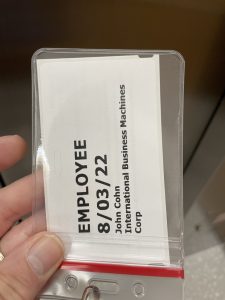 EMPLOYEE
8/03/22
John Cohn
International Business Machines
Corp